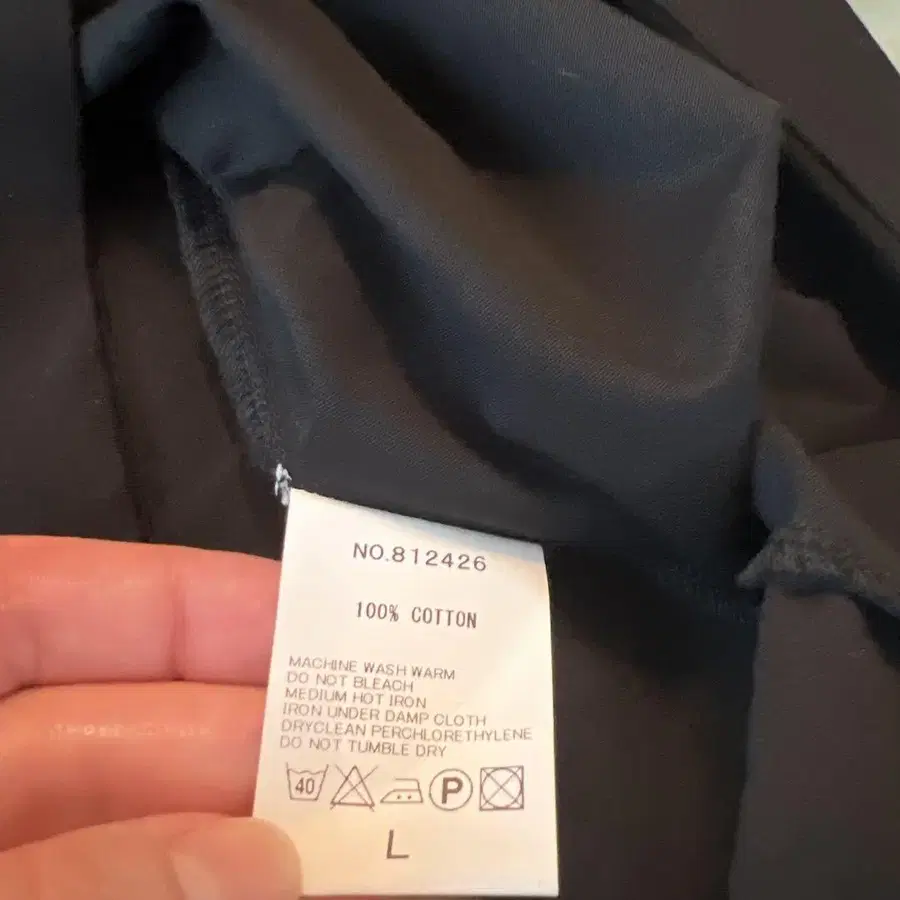 NO.812426
100% COTTON
MACHINE WASH WARM
DO NOT BLEACH
MEDIUM HOT IRON
IRON UNDER DAMP CLOTH
DRYCLEAN PERCHLORETHYLENE
DO NOT TUMBLE DRY
40 P
L